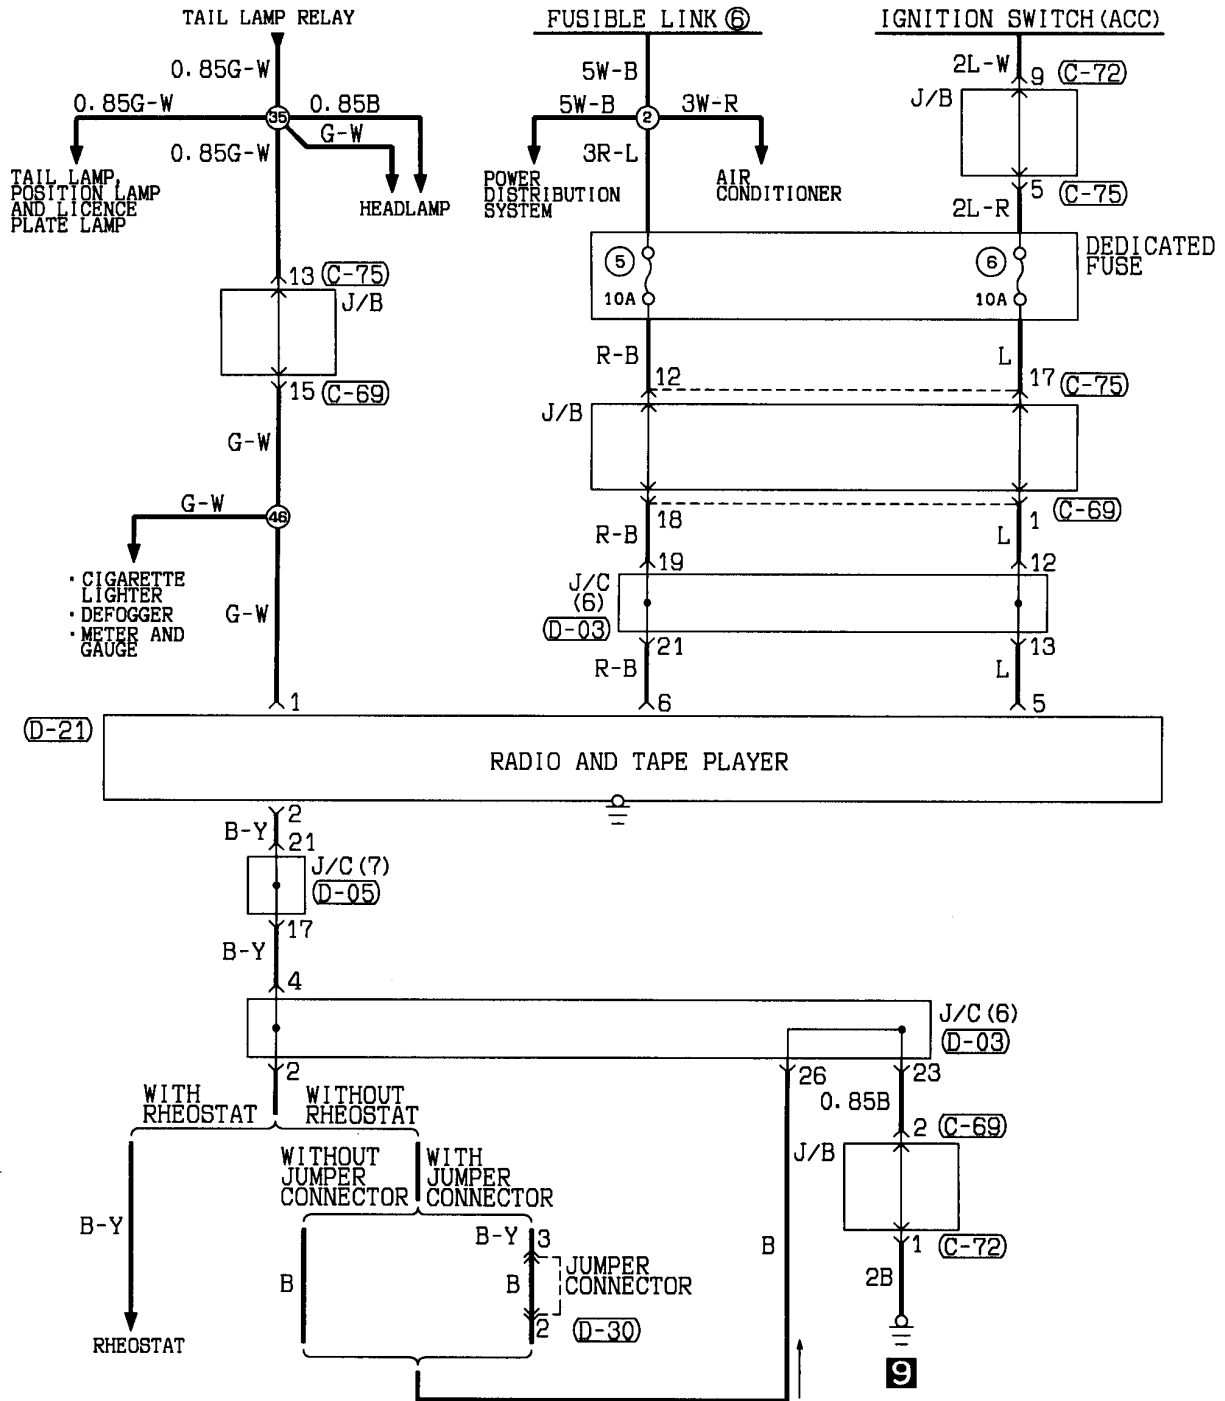 TAIL LAMP RELAY
FUSIBLE LINK ⑥
IGNITION SWITCH (ACC)
0.85G-W
5W-B
2L-W
9
C-72
0.85G-W
35
0.85B
G-W
5W-B
2
3W-R
J/B
0.85G-W
3R-L
5
C-75
2L-R
TAIL LAMP,
POSITION LAMP
AND LICENCE
PLATE LAMP
HEADLAMP
POWER
DISTRIBUTION
SYSTEM
AIR
CONDITIONER
DEDICATED
FUSE
5
10A
6
10A
13
C-75
J/B
R-B
12
L
17
C-75
15
C-69
J/B
G-W
G-W
46
18
1
C-69
R-B
L
19
12
· CIGARETTE
LIGHTER
· DEFOGGER
· METER AND
GAUGE
G-W
J/C
(6)
D-03
21
13
R-B
L
1
6
5
D-21
RADIO AND TAPE PLAYER
2
B-Y
21
J/C (7)
D-05
17
B-Y
4
J/C (6)
D-03
2
26
23
WITH
RHEOSTAT
WITHOUT
RHEOSTAT
0.85B
2
C-69
J/B
WITHOUT
JUMPER
CONNECTOR
WITH
JUMPER
CONNECTOR
B-Y
B-Y
3
B
1
C-72
B
B
JUMPER
CONNECTOR
2B
2
D-30
RHEOSTAT
9